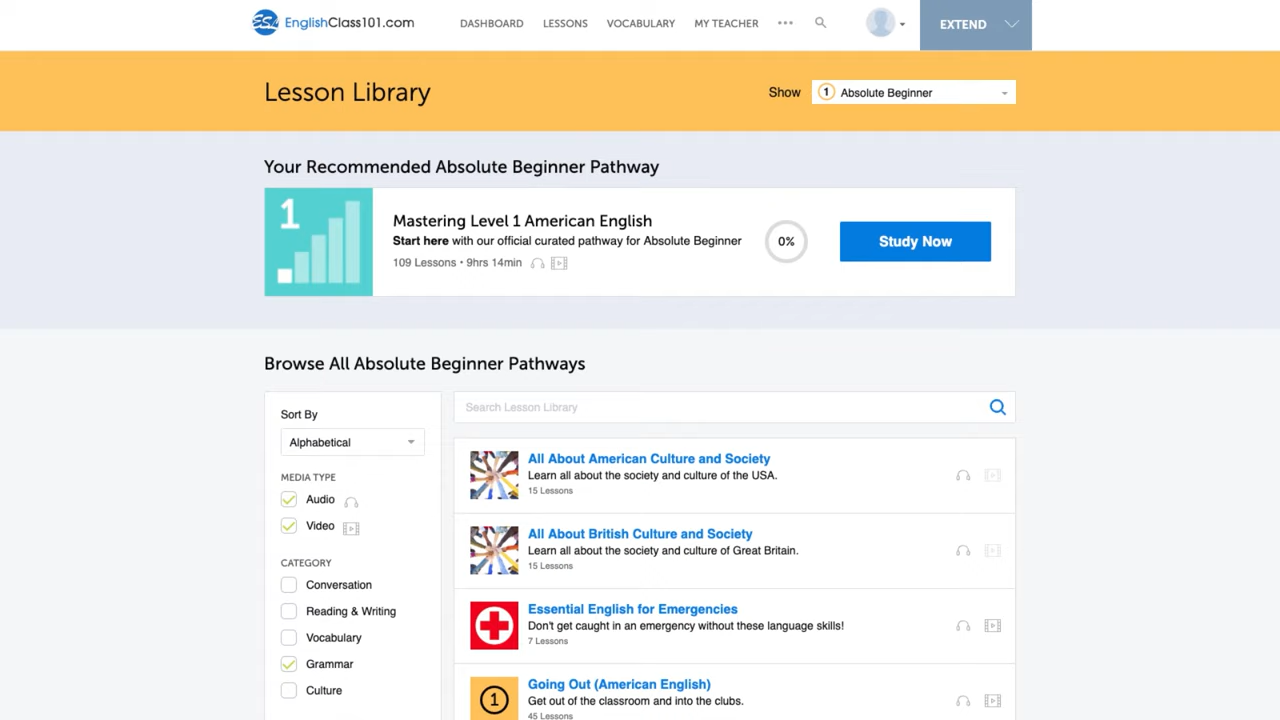 ESL EnglishClass101.com DASHBOARD LESSONS VOCABULARY MY TEACHER ••• EXTEND
Lesson Library
Show 1 Absolute Beginner
Your Recommended Absolute Beginner Pathway
1
Mastering Level 1 American English
Start here with our official curated pathway for Absolute Beginner
109 Lessons • 9hrs 14min
0%
Study Now
Browse All Absolute Beginner Pathways
Sort By
Alphabetical
MEDIA TYPE
Audio
Video
CATEGORY
Conversation
Reading & Writing
Vocabulary
Grammar
Culture
Search Lesson Library
All About American Culture and Society
Learn all about the society and culture of the USA.
15 Lessons
All About British Culture and Society
Learn all about the society and culture of Great Britain.
15 Lessons
Essential English for Emergencies
Don't get caught in an emergency without these language skills!
7 Lessons
1
Going Out (American English)
Get out of the classroom and into the clubs.
45 Lessons